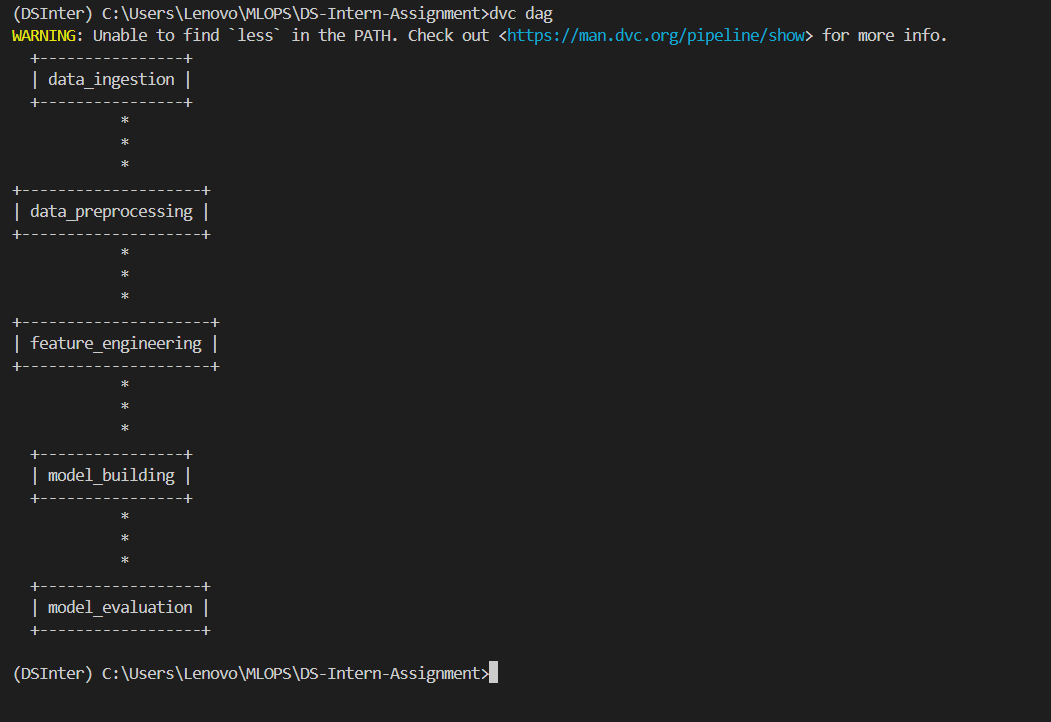 (DSInter) C:\Users\Lenovo\MLOPS\DS-Intern-Assignment>dvc dag
WARNING: Unable to find `less` in the PATH. Check out <https://man.dvc.org/pipeline/show> for more info.
  +----------------+
  | data_ingestion |
  +----------------+
            *
            *
            *
+--------------------+
| data_preprocessing |
+--------------------+
            *
            *
            *
+---------------------+
| feature_engineering |
+---------------------+
            *
            *
            *
  +----------------+
  | model_building |
  +----------------+
            *
            *
            *
  +------------------+
  | model_evaluation |
  +------------------+
(DSInter) C:\Users\Lenovo\MLOPS\DS-Intern-Assignment>